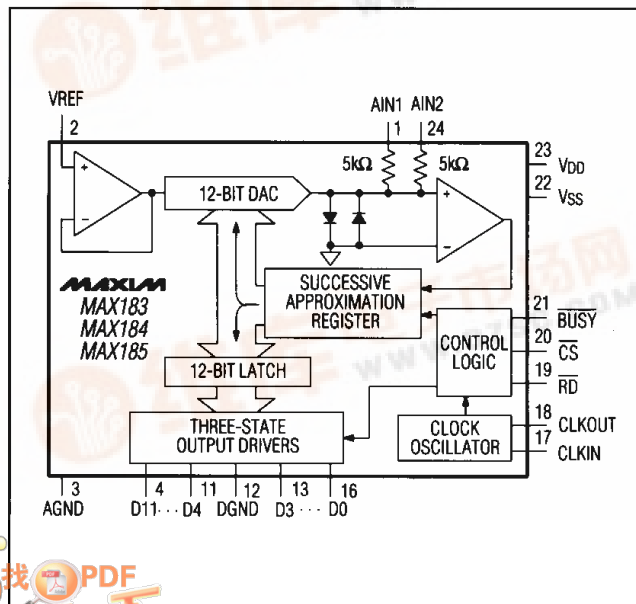 VREF
2
AIN1 AIN2
1 24
5kΩ 5kΩ
23 VDD
22 VSS
12-BIT DAC
MAXIM
MAX183
MAX184
MAX185
SUCCESSIVE
APPROXIMATION
REGISTER
12-BIT LATCH
THREE-STATE
OUTPUT DRIVERS
CONTROL
LOGIC
CLOCK
OSCILLATOR
21 BUSY
20 CS
19 RD
18 CLKOUT
17 CLKIN
3 4 11 12 13 16
AGND D11···D4 DGND D3···D0
找 PDF